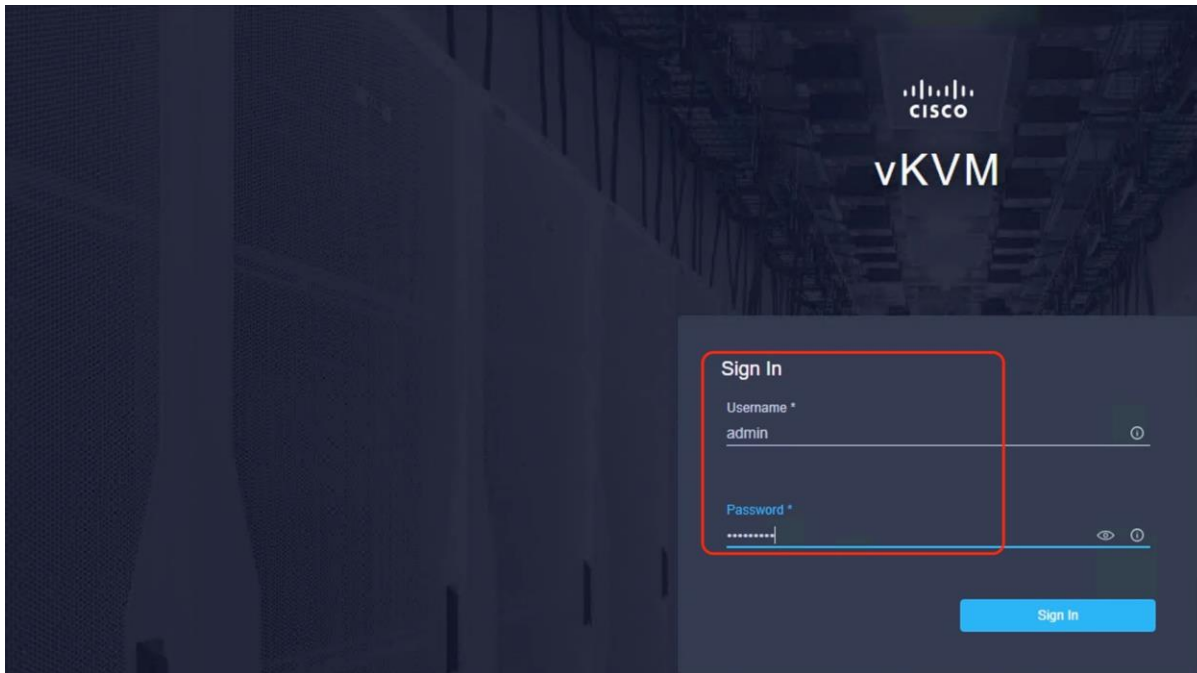 CISCO
vKVM
Sign In
Username *
admin
Password *
•••••••••
Sign In